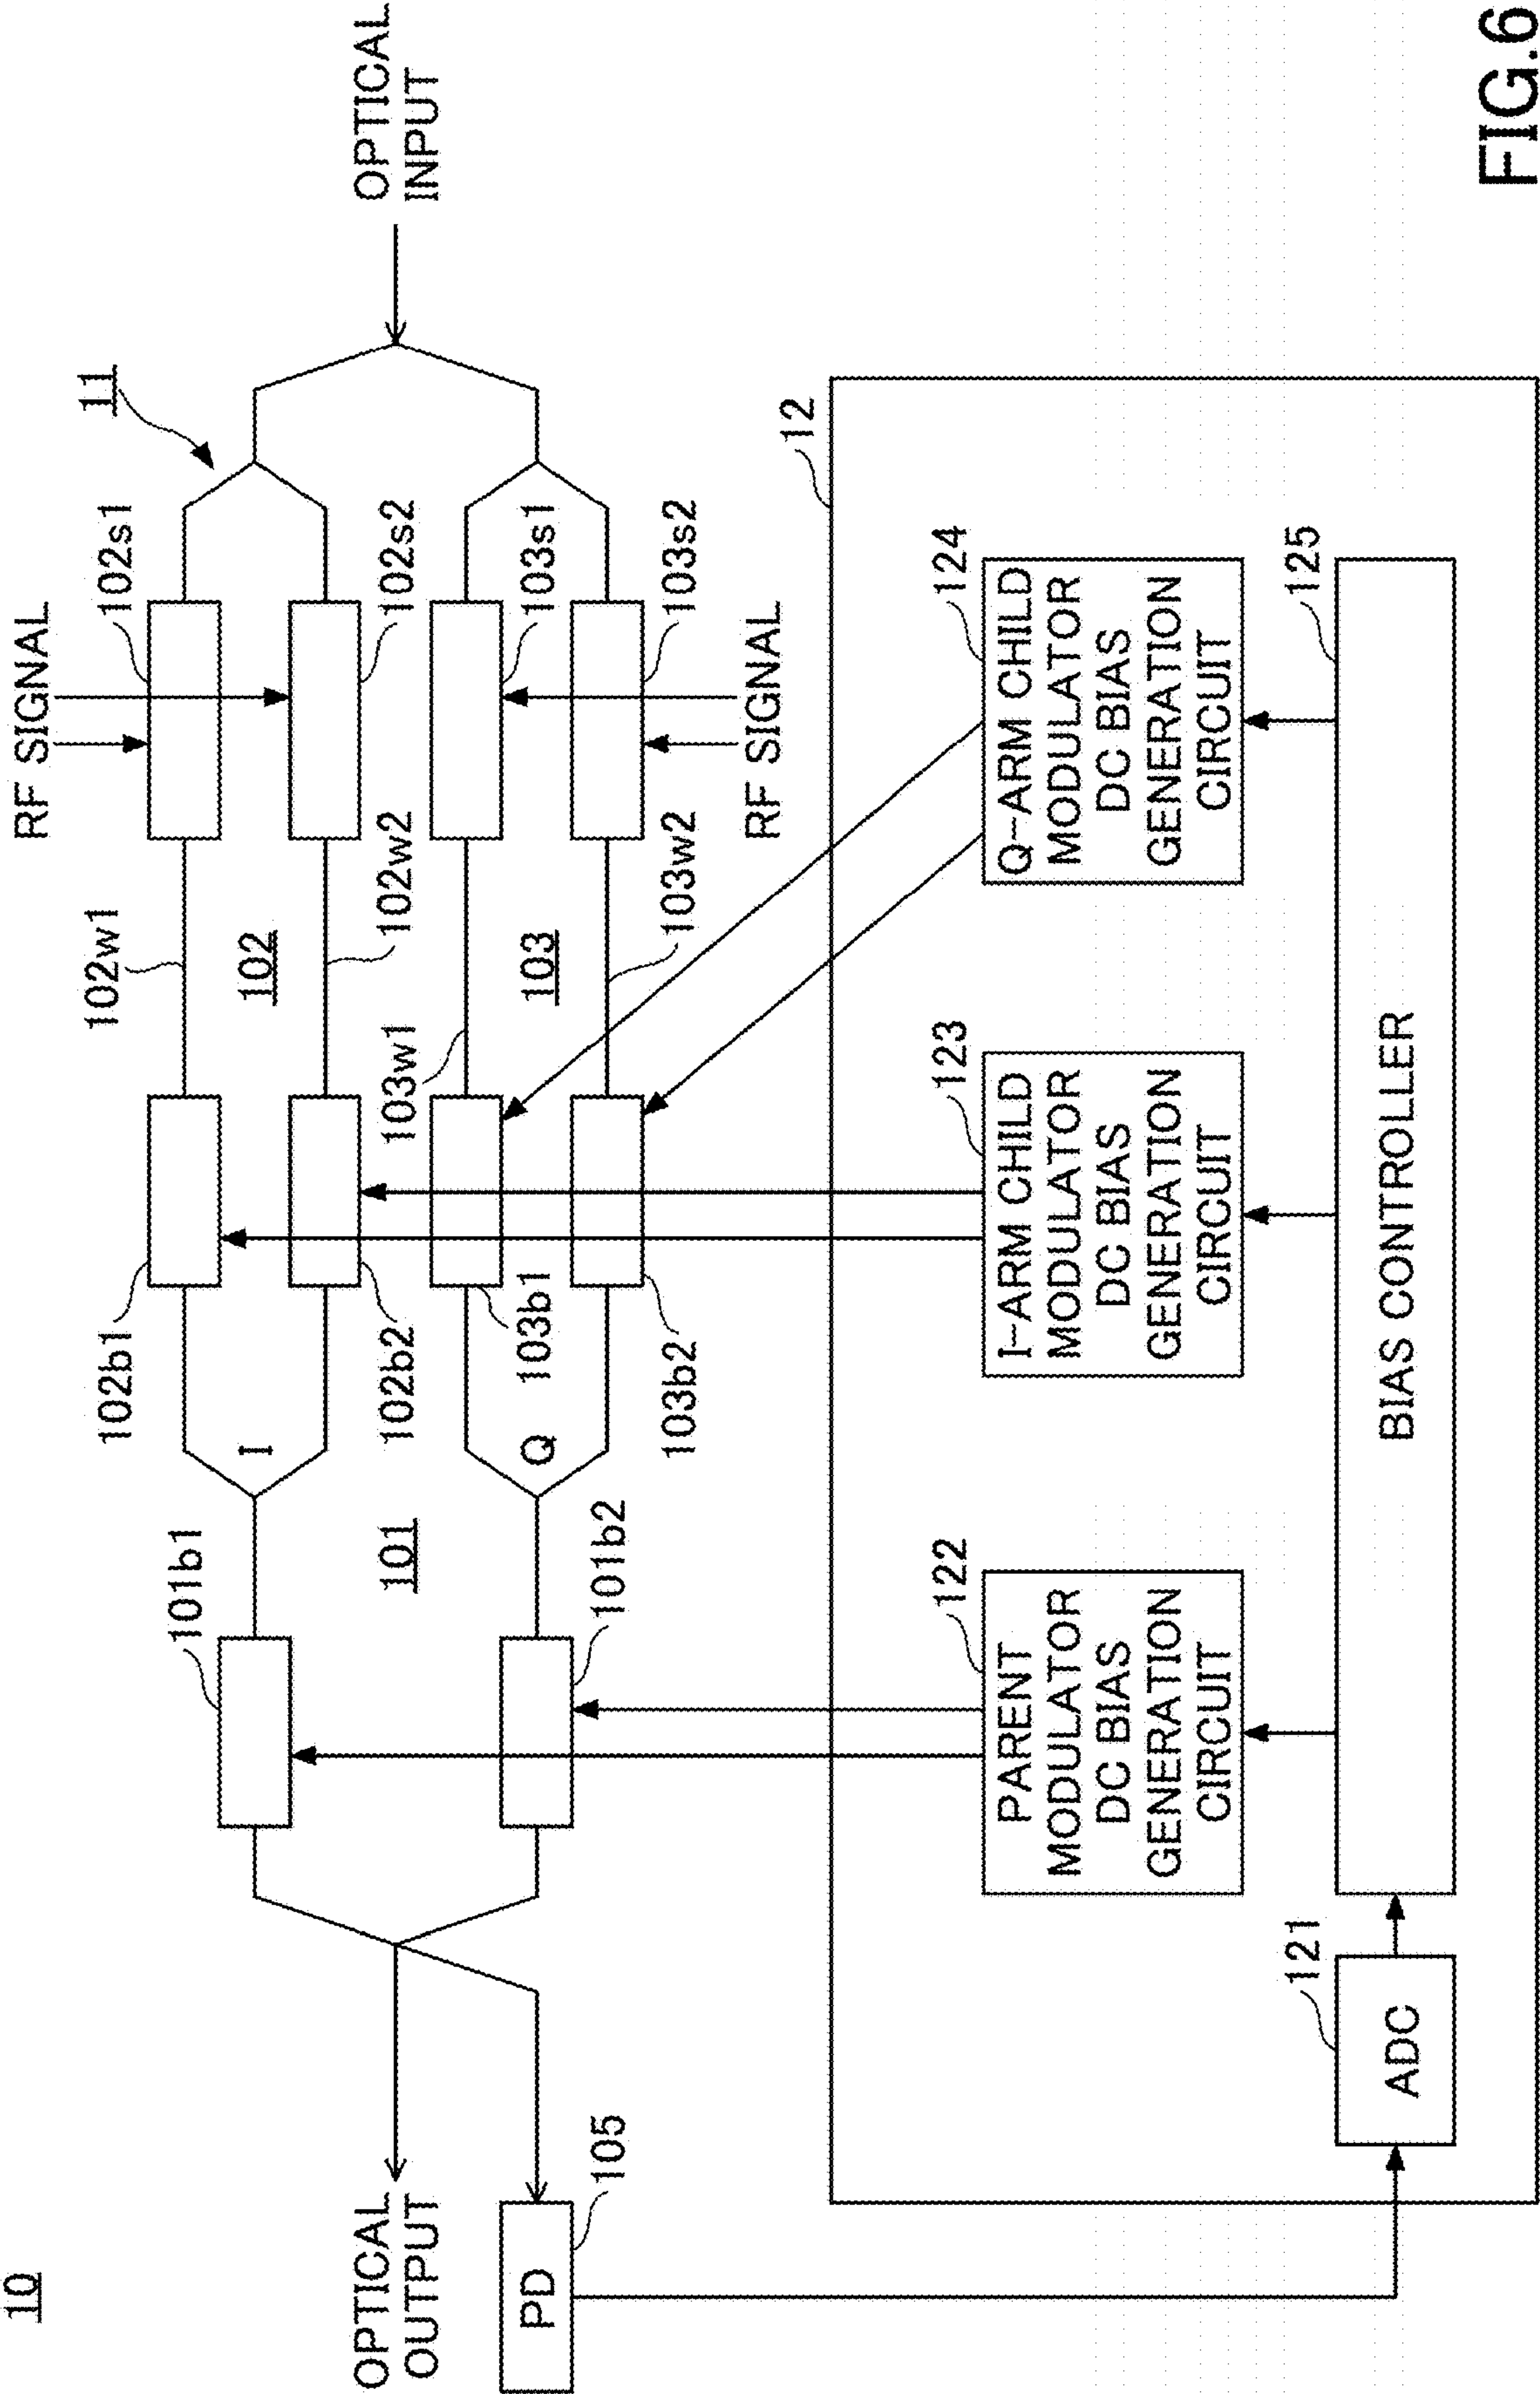 10
OPTICAL
OUTPUT
PD
105
101b1
101
101b2
I
Q
102b1
102b2
103b1
103b2
102w1
102
102w2
103w1
103
103w2
RF SIGNAL
102s1
102s2
103s1
103s2
RF SIGNAL
11
OPTICAL
INPUT
12
122
PARENT
MODULATOR
DC BIAS
GENERATION
CIRCUIT
123
I-ARM CHILD
MODULATOR
DC BIAS
GENERATION
CIRCUIT
124
Q-ARM CHILD
MODULATOR
DC BIAS
GENERATION
CIRCUIT
121
ADC
125
BIAS CONTROLLER
FIG.6